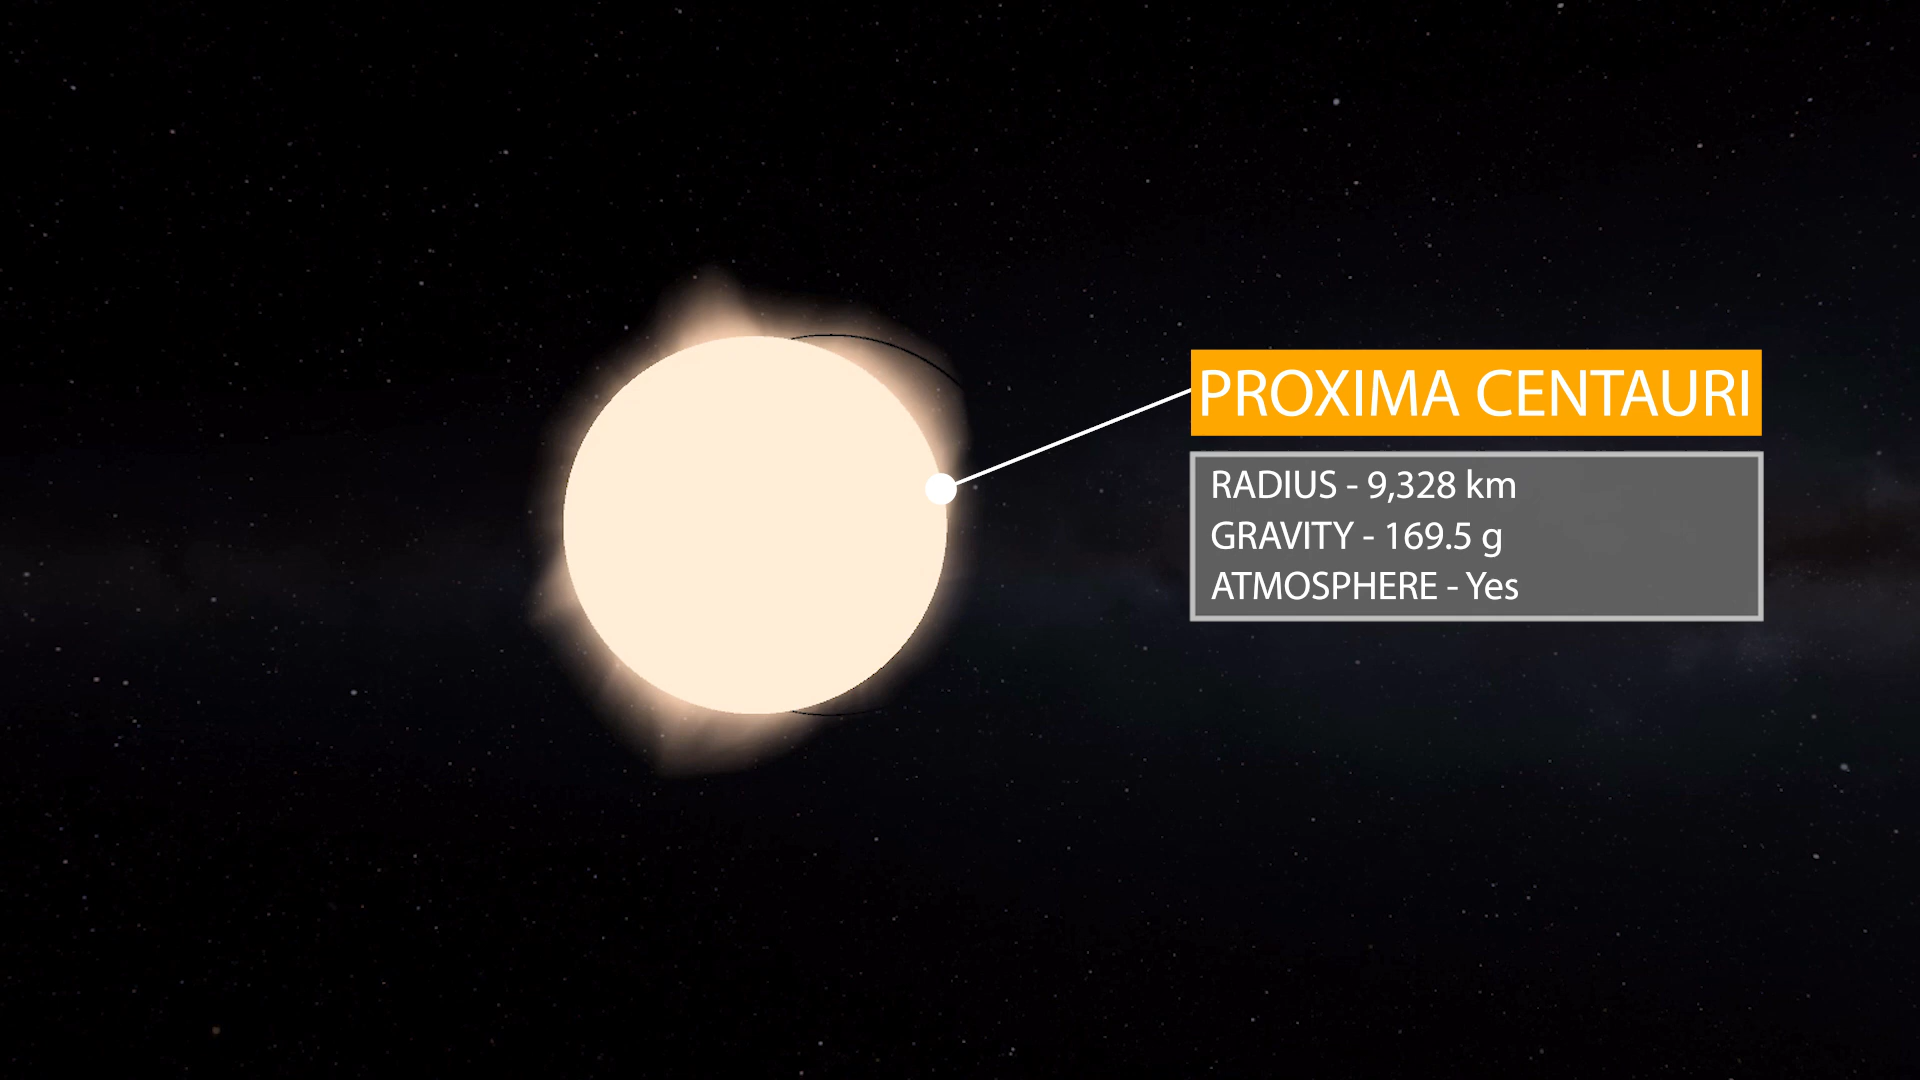 PROXIMA CENTAURI
RADIUS - 9,328 km
GRAVITY - 169.5 g
ATMOSPHERE - Yes